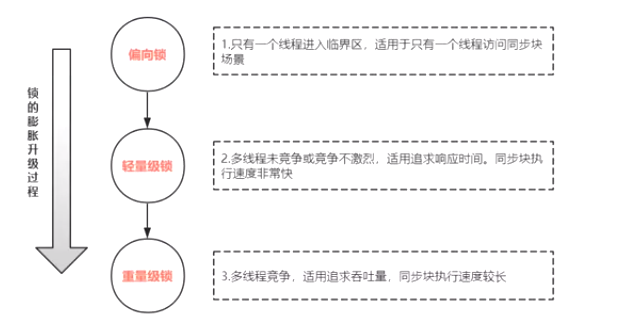 锁的膨胀升级过程
偏向锁
1.只有一个线程进入临界区，适用于只有一个线程访问同步块
场景
轻量级锁
2.多线程未竞争或竞争不激烈，适用追求响应时间。同步块执
行速度非常快
重量级锁
3.多线程竞争，适用追求吞吐量，同步块执行速度较长